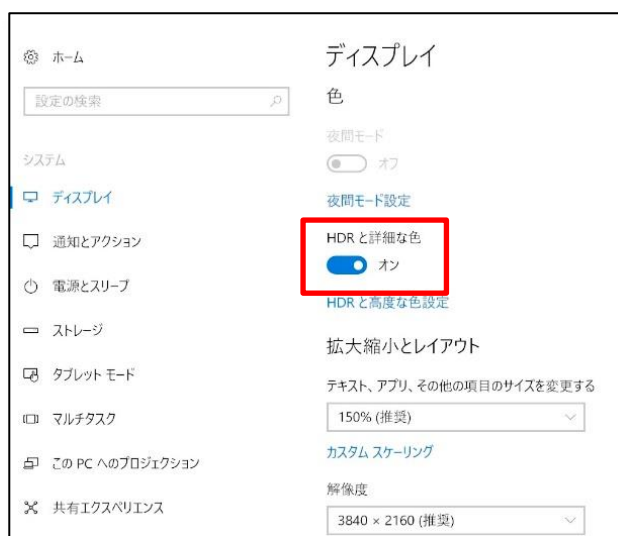 ホーム
設定の検索
システム
ディスプレイ
通知とアクション
電源とスリープ
ストレージ
タブレット モード
マルチタスク
この PC へのプロジェクション
共有エクスペリエンス
ディスプレイ
色
夜間モード
オフ
夜間モード設定
HDR と詳細な色
オン
HDR と高度な色設定
拡大縮小とレイアウト
テキスト、アプリ、その他の項目のサイズを変更する
150% (推奨)
カスタム スケーリング
解像度
3840 × 2160 (推奨)